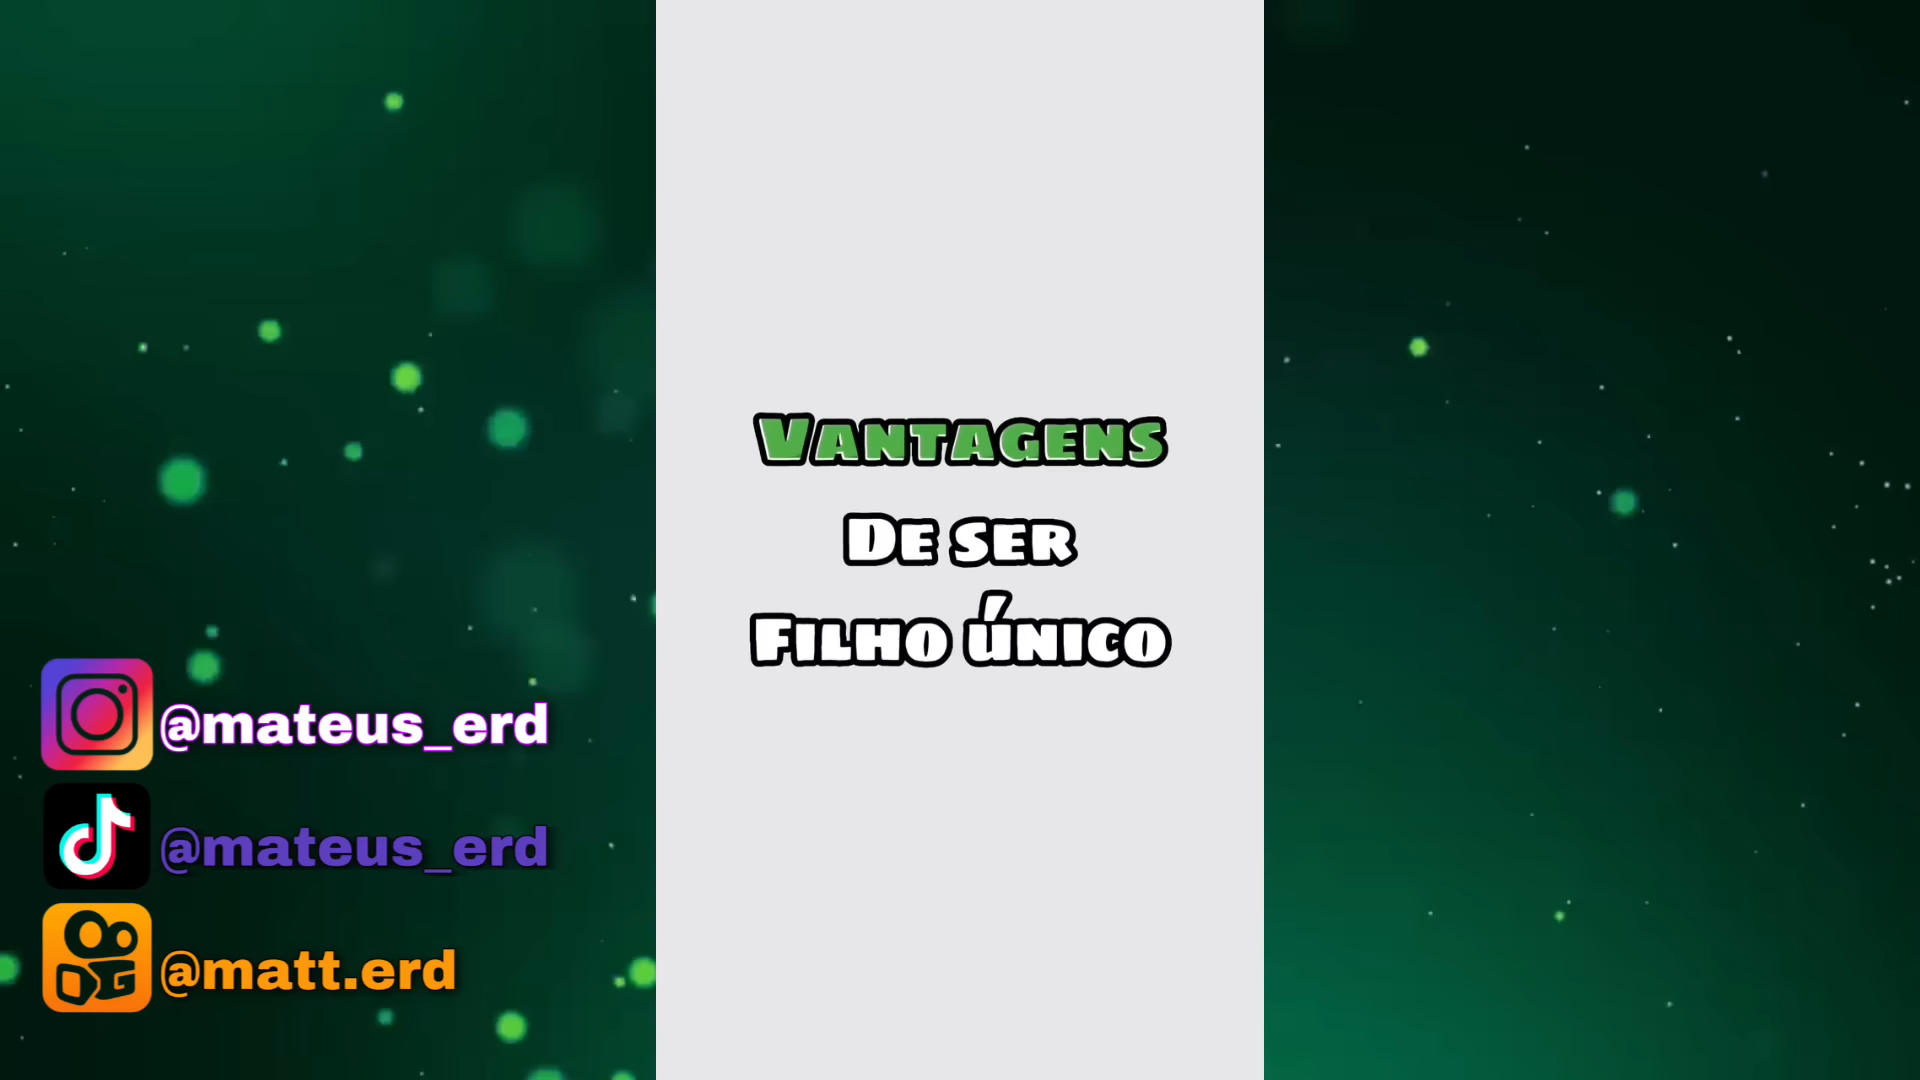 Vantagens
De ser
Filho único
@mateus_erd
@mateus_erd
@matt.erd